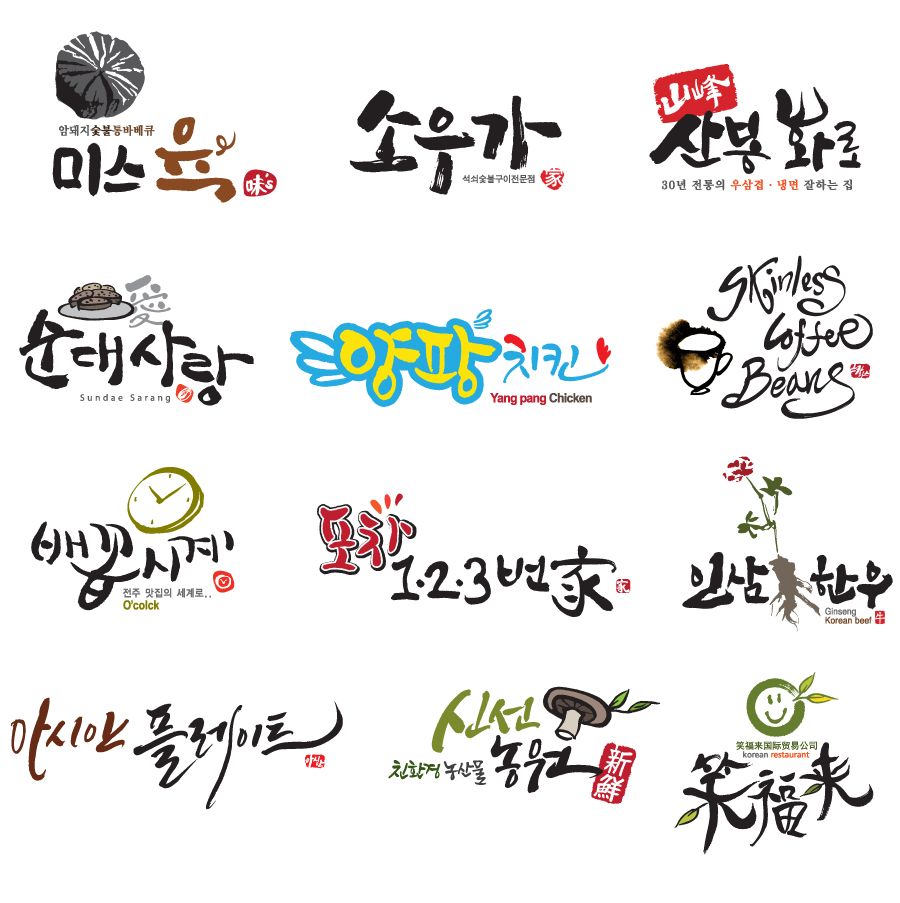 암돼지숯불통바베큐
미스육
味's
소우가
석쇠숯불구이전문점
家
山峰
산봉화로
30년 전통의 우삼겹 · 냉면 잘하는 집
愛
순대사랑
Sundae Sarang
양팡 치킨
Yang pang Chicken
Skinless
Coffee
Beans
배꼽시계
전주 맛집의 세계로..
O'colck
포차
1·2·3번家
家
인삼한우
Ginseng
Korean beef
牛
아시안 플레이트
신선
친환경 농산물 농우고
新鮮
笑福来国际贸易公司
korean restaurant
笑福来